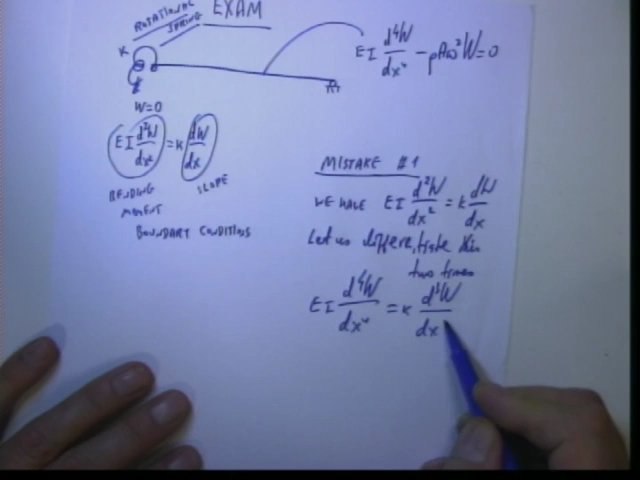 ROTATIONAL SPRING
EXAM
K
EI d⁴W/dx⁴ - ρAω²W=0
W=0
EI d²W/dx² = K dW/dx
BENDING MOMENT
SLOPE
BOUNDARY CONDITIONS
MISTAKE #1
WE HAVE EI d²W/dx² = k dW/dx
Let us
two times
EI d⁴W/dx⁴ = K d³W/dx